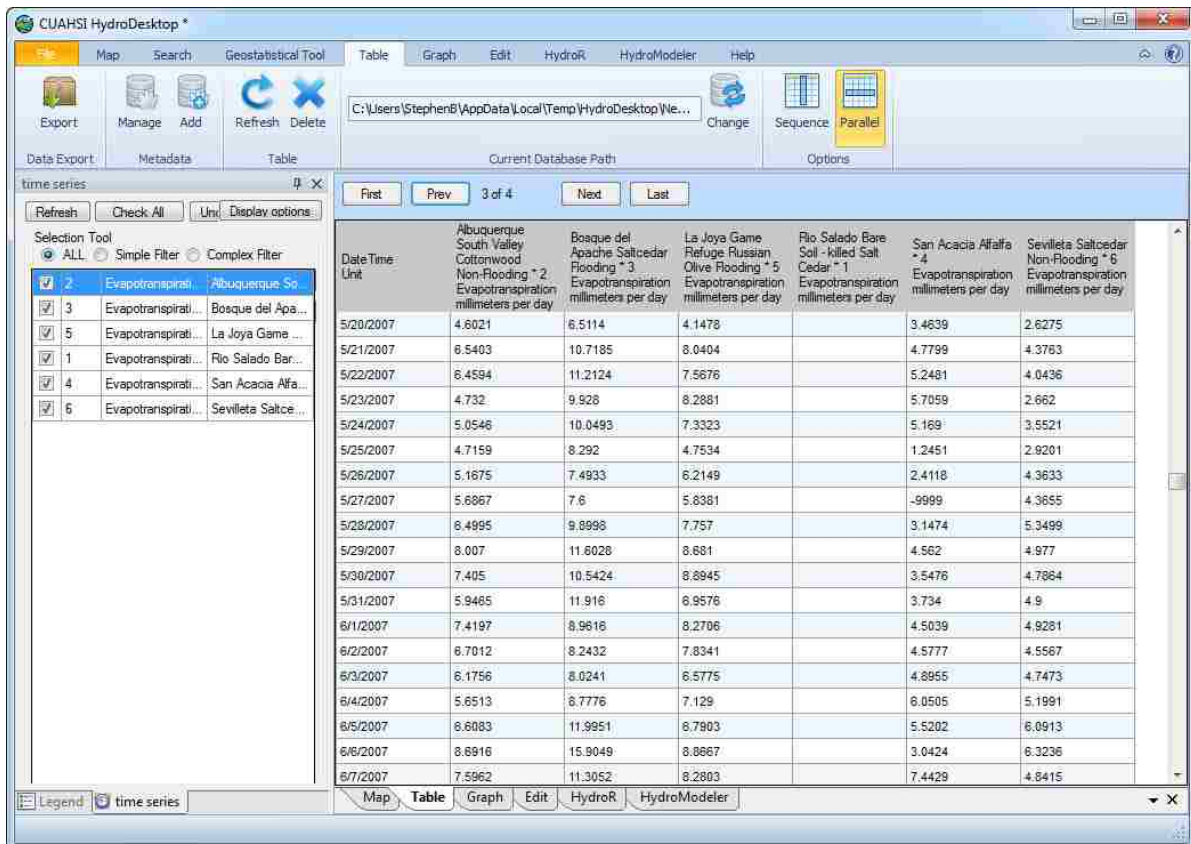 CUAHSI HydroDesktop *
File Map Search Geostatistical Tool Table Graph Edit HydroR HydroModeler Help
Export Manage Add Refresh Delete C:\Users\StephenB\AppData\Local\Temp\HydroDesktop\Ne... Change Sequence Parallel
Data Export Metadata Table Current Database Path Options
time series
Refresh Check All Unc Display options
Selection Tool
ALL Simple Filter Complex Filter
2 Evapotranspirati... Albuquerque So...
3 Evapotranspirati... Bosque del Apa...
5 Evapotranspirati... La Joya Game ...
1 Evapotranspirati... Rio Salado Bar...
4 Evapotranspirati... San Acacia Alfa...
6 Evapotranspirati... Sevilleta Saltce...
Legend time series
First Prev 3 of 4 Next Last
DateTime
Unit
Albuquerque
South Valley
Cottonwood
Non-Flooding * 2
Evapotranspiration
millimeters per day
Bosque del
Apache Saltcedar
Flooding * 3
Evapotranspiration
millimeters per day
La Joya Game
Refuge Russian
Olive Flooding * 5
Evapotranspiration
millimeters per day
Rio Salado Bare
Soil - killed Salt
Cedar * 1
Evapotranspiration
millimeters per day
San Acacia Alfalfa
* 4
Evapotranspiration
millimeters per day
Sevilleta Saltcedar
Non-Flooding * 6
Evapotranspiration
millimeters per day
5/20/2007 4.6021 6.5114 4.1478 3.4639 2.6275
5/21/2007 6.5403 10.7185 8.0404 4.7799 4.3763
5/22/2007 6.4594 11.2124 7.5676 5.2481 4.0436
5/23/2007 4.732 9.928 8.2881 5.7059 2.662
5/24/2007 5.0546 10.0493 7.3323 5.169 3.5521
5/25/2007 4.7159 8.292 4.7534 1.2451 2.9201
5/26/2007 5.1675 7.4933 6.2149 2.4118 4.3633
5/27/2007 5.6867 7.6 5.8381 -9999 4.3655
5/28/2007 6.4995 9.8998 7.757 3.1474 5.3499
5/29/2007 8.007 11.6028 8.681 4.562 4.977
5/30/2007 7.405 10.5424 8.8945 3.5476 4.7864
5/31/2007 5.9465 11.916 6.9576 3.734 4.9
6/1/2007 7.4197 8.9616 8.2706 4.5039 4.9281
6/2/2007 6.7012 8.2432 7.8341 4.5777 4.5567
6/3/2007 6.1756 8.0241 6.5775 4.8955 4.7473
6/4/2007 5.6513 8.7776 7.129 6.0505 5.1991
6/5/2007 6.6083 11.9951 6.7903 5.5202 6.0913
6/6/2007 8.6916 15.9049 8.8667 3.0424 6.3236
6/7/2007 7.5962 11.3052 8.2803 7.4429 4.8415
Map Table Graph Edit HydroR HydroModeler